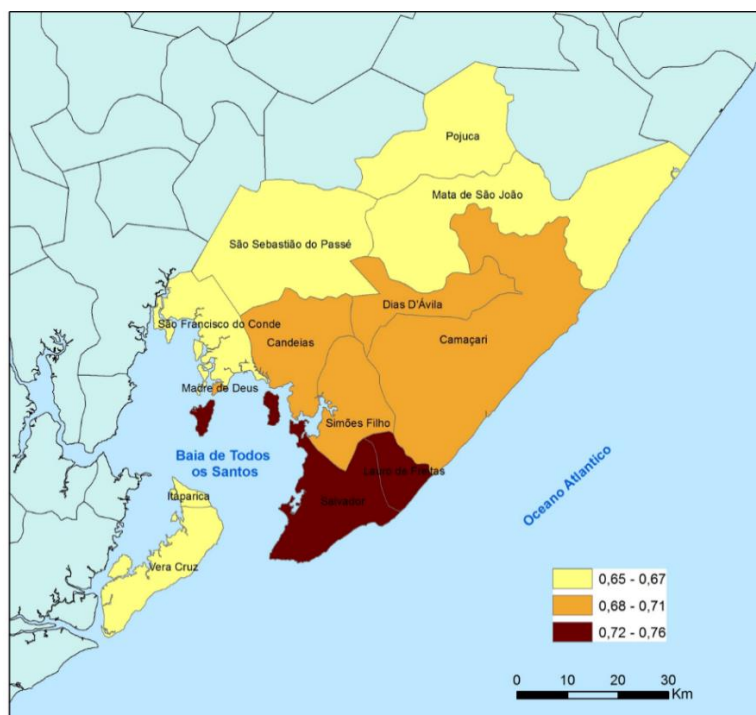 Pojuca
Mata de São João
São Sebastião do Passé
Dias D'Ávila
São Francisco do Conde
Candeias
Camaçari
Madre de Deus
Simões Filho
Baia de Todos
os Santos
Lauro de Freitas
Itaparica
Salvador
Oceano Atlantico
Vera Cruz
0,65 - 0,67
0,68 - 0,71
0,72 - 0,76
0 5 10 20 30
Km